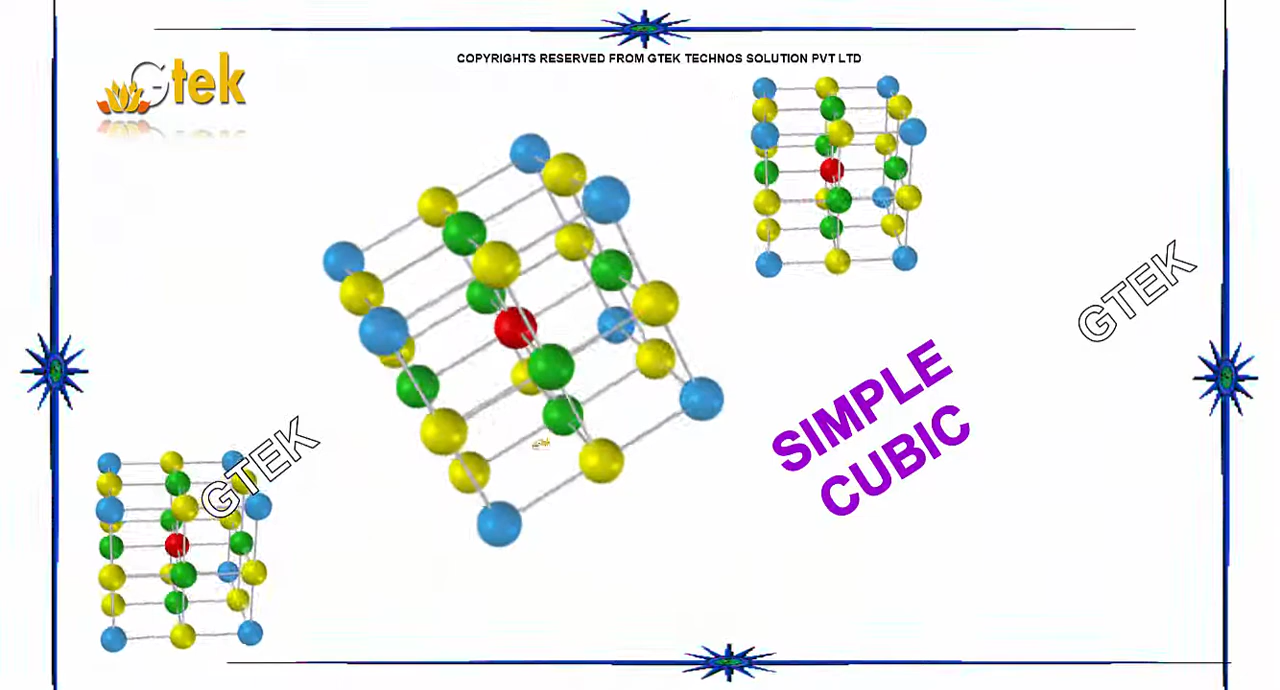 COPYRIGHTS RESERVED FROM GTEK TECHNOS SOLUTION PVT LTD
Gtek
GTEK
SIMPLE
CUBIC
GTEK